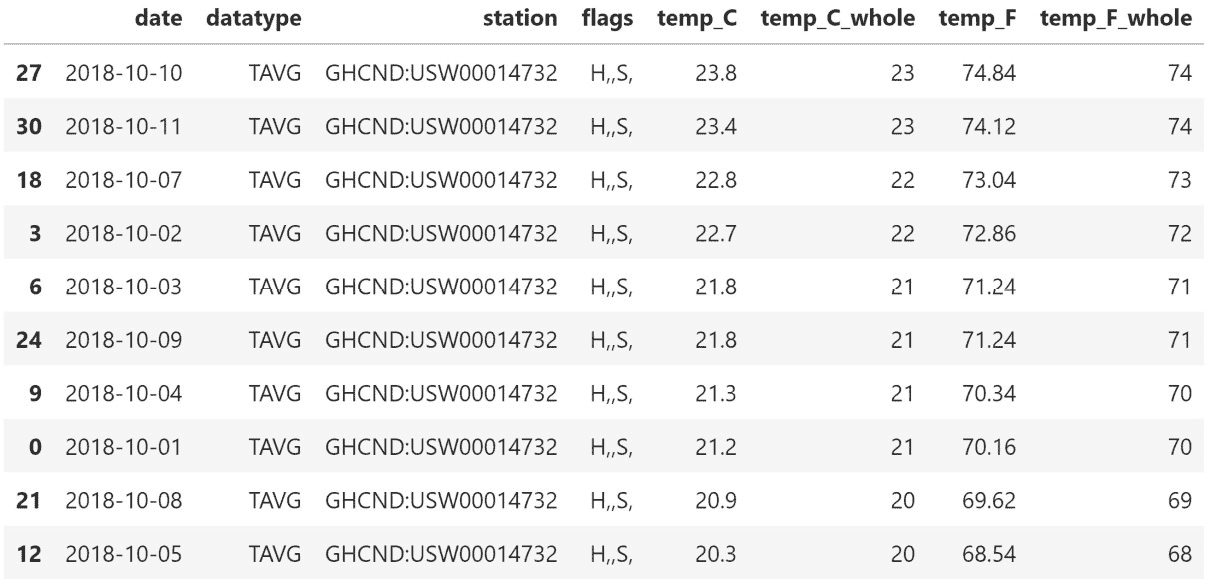 date datatype station flags temp_C temp_C_whole temp_F temp_F_whole
27 2018-10-10 TAVG GHCND:USW00014732 H,,S, 23.8 23 74.84 74
30 2018-10-11 TAVG GHCND:USW00014732 H,,S, 23.4 23 74.12 74
18 2018-10-07 TAVG GHCND:USW00014732 H,,S, 22.8 22 73.04 73
3 2018-10-02 TAVG GHCND:USW00014732 H,,S, 22.7 22 72.86 72
6 2018-10-03 TAVG GHCND:USW00014732 H,,S, 21.8 21 71.24 71
24 2018-10-09 TAVG GHCND:USW00014732 H,,S, 21.8 21 71.24 71
9 2018-10-04 TAVG GHCND:USW00014732 H,,S, 21.3 21 70.34 70
0 2018-10-01 TAVG GHCND:USW00014732 H,,S, 21.2 21 70.16 70
21 2018-10-08 TAVG GHCND:USW00014732 H,,S, 20.9 20 69.62 69
12 2018-10-05 TAVG GHCND:USW00014732 H,,S, 20.3 20 68.54 68